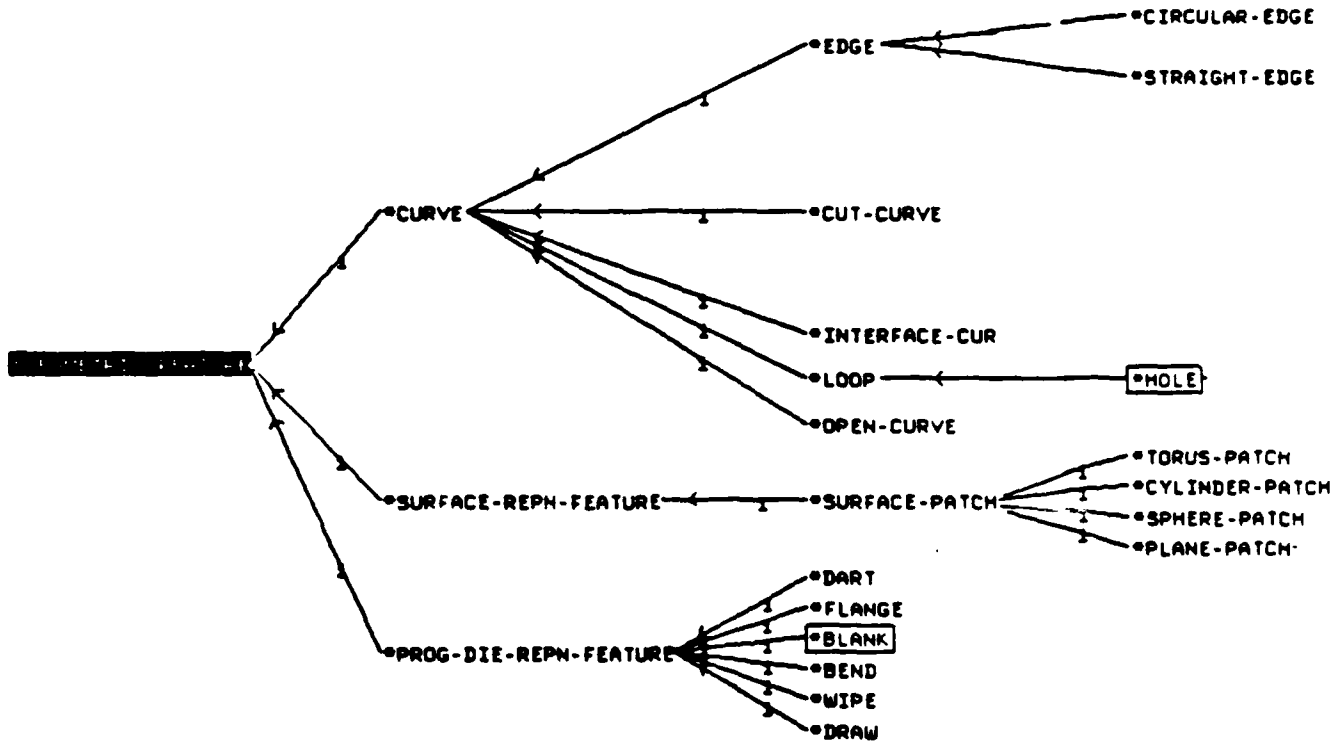 *CIRCULAR-EDGE
*EDGE
*STRAIGHT-EDGE
*CURVE
*CUT-CURVE
*INTERFACE-CUR
*LOOP
*HOLE
*OPEN-CURVE
*TORUS-PATCH
*CYLINDER-PATCH
*SURFACE-REPN-FEATURE
*SURFACE-PATCH
*SPHERE-PATCH
*PLANE-PATCH
*DART
*FLANGE
*BLANK
*PROG-DIE-REPN-FEATURE
*BEND
*WIPE
*DRAW